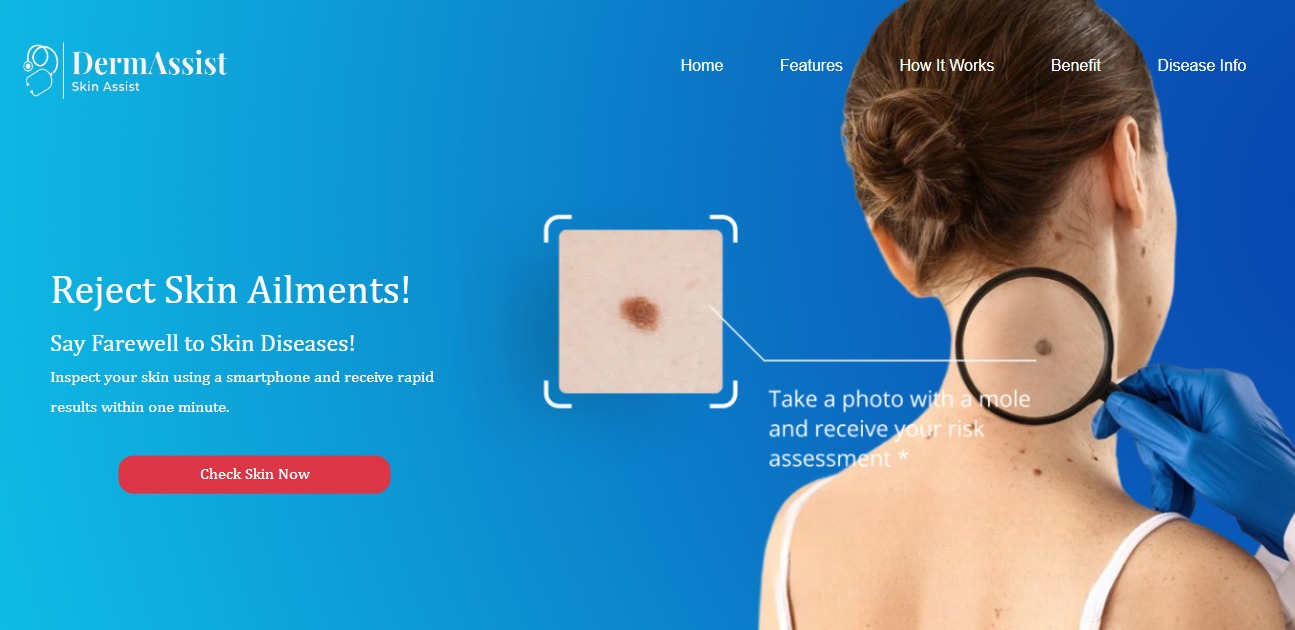 DermAssist
Skin Assist
Home Features How It Works Benefit Disease Info
Reject Skin Ailments!
Say Farewell to Skin Diseases!
Inspect your skin using a smartphone and receive rapid
results within one minute.
Check Skin Now
Take a photo with a mole
and receive your risk
assessment *